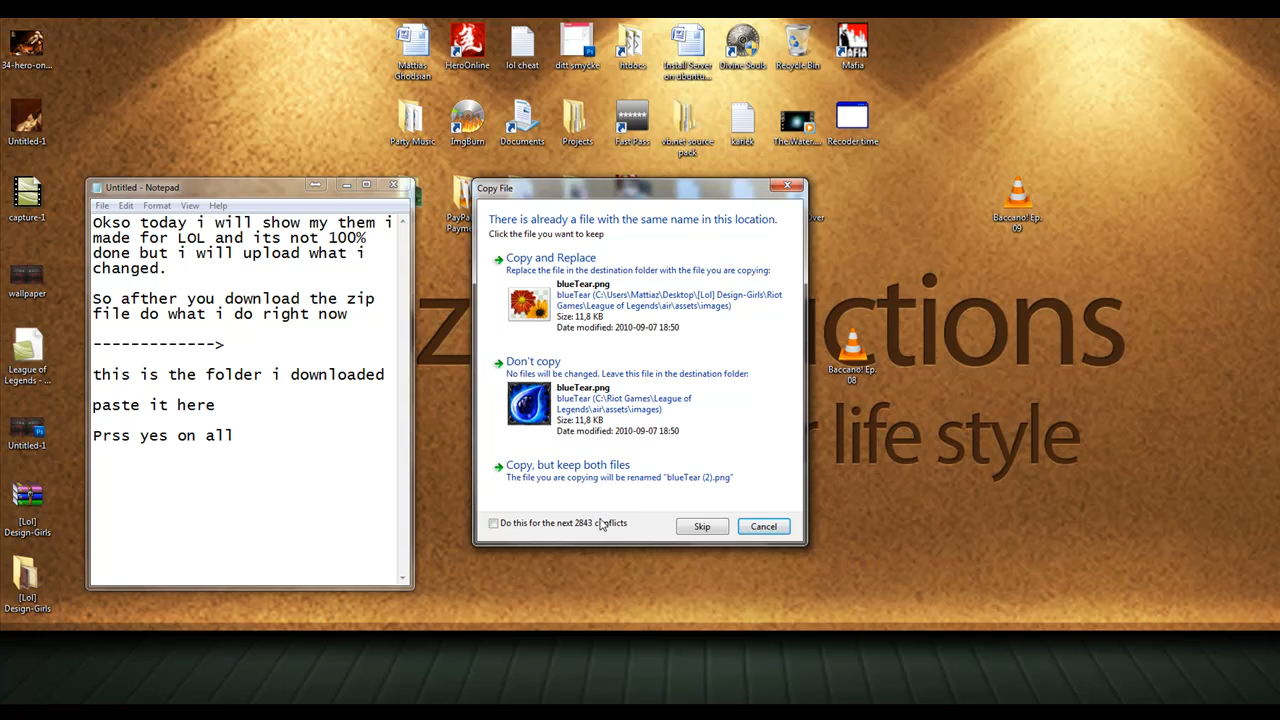 34-hero-on...
Mattias Ghodsian
HeroOnline
lol cheat
ditt smycke
htdocs
Install Server on ubuntu...
Divine Souls
Recycle Bin
Mafia
Untitled-1
Party Music
ImgBurn
Documents
Projects
Fast Pass
vb.net source pack
karlek
The Water....
Recoder time
capture-1
wallpaper
League of Legends - ...
Untitled-1
[Lol] Design-Girls
[Lol] Design-Girls
Untitled - Notepad
File Edit Format View Help
Okso today i will show my them i
made for LOL and its not 100%
done but i will upload what i
changed.
So afther you download the zip
file do what i do right now
------------->
this is the folder i downloaded
paste it here
Prss yes on all
Copy File
There is already a file with the same name in this location.
Click the file you want to keep
Copy and Replace
Replace the file in the destination folder with the file you are copying:
blueTear.png
blueTear (C:\Users\Mattiaz\Desktop\[Lol] Design-Girls\Riot
Games\League of Legends\air\assets\images)
Size: 11,8 KB
Date modified: 2010-09-07 18:50
Don't copy
No files will be changed. Leave this file in the destination folder:
blueTear.png
blueTear (C:\Riot Games\League of
Legends\air\assets\images)
Size: 11,8 KB
Date modified: 2010-09-07 18:50
Copy, but keep both files
The file you are copying will be renamed "blueTear (2).png"
Do this for the next 2843 conflicts
Skip
Cancel
Baccano! Ep. 09
Baccano! Ep. 08
ctions
life style